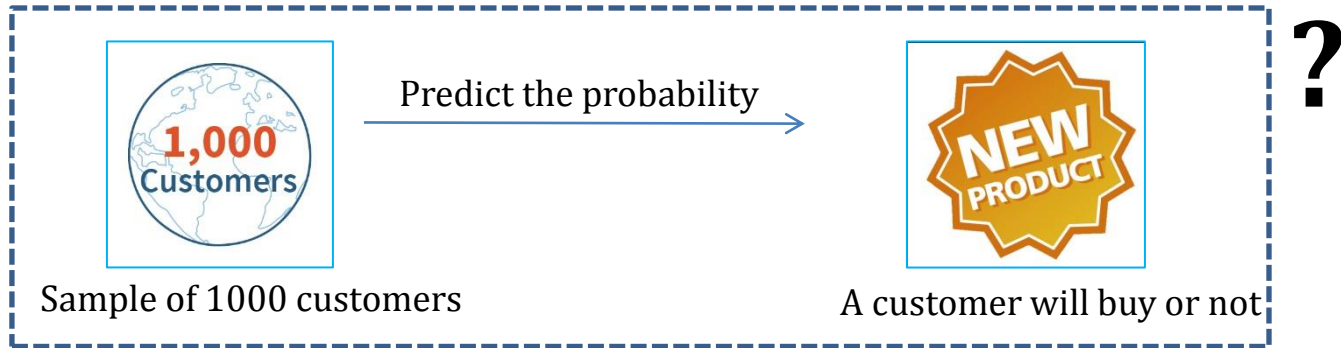 ?
1,000
Customers
Predict the probability
NEW
PRODUCT
Sample of 1000 customers
A customer will buy or not